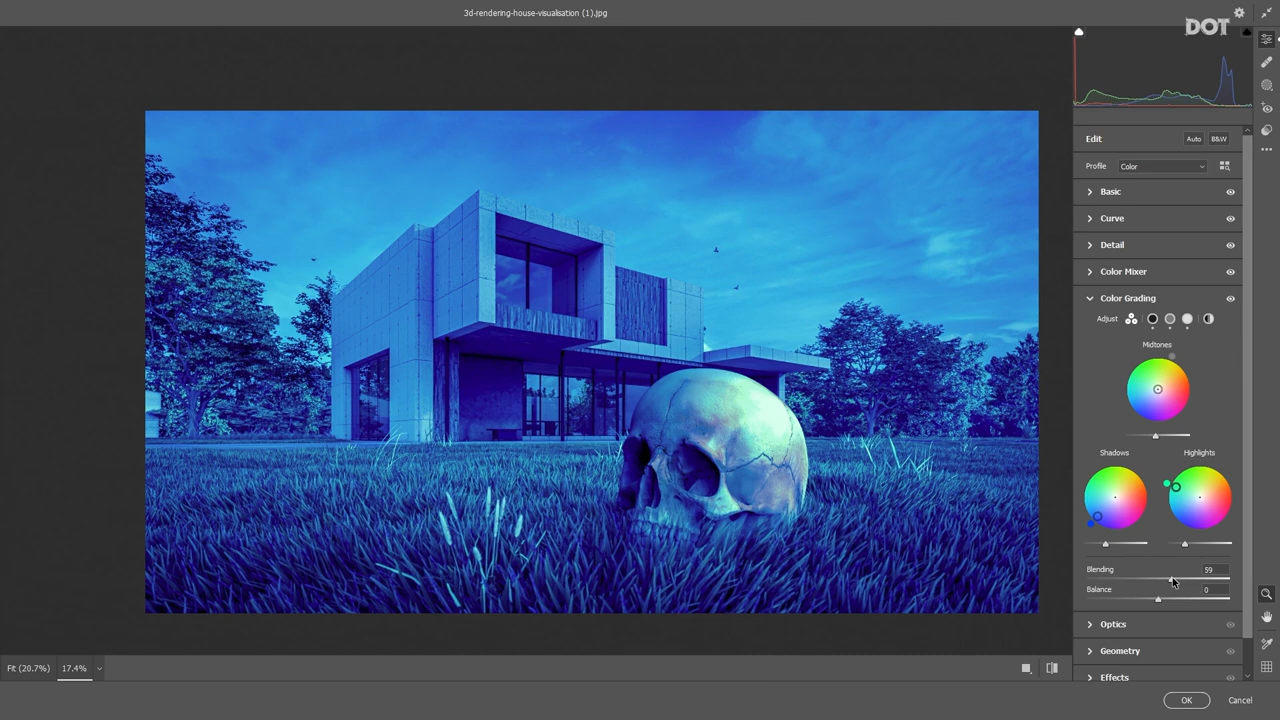 3d-rendering-house-visualisation (1).jpg
DOT
Edit Auto B&W
Profile Color
Basic
Curve
Detail
Color Mixer
Color Grading
Adjust
Midtones
Shadows Highlights
Blending 59
Balance 0
Optics
Geometry
Effects
Fit (20.7%) 17.4%
OK Cancel